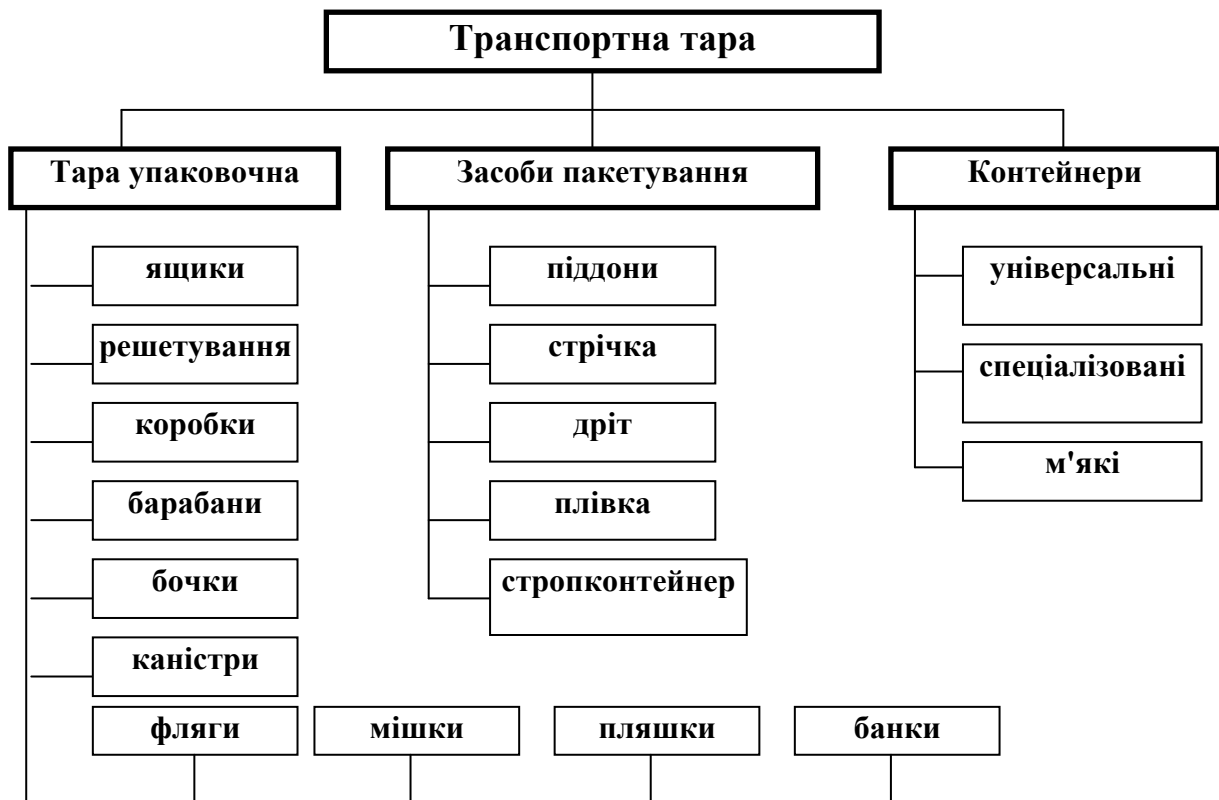 Транспортна тара
Тара упаковочна
Засоби пакетування
Контейнери
ящики
решетування
коробки
барабани
бочки
каністри
фляги
мішки
пляшки
банки
піддони
стрічка
дріт
плівка
стропконтейнер
універсальні
спеціалізовані
м'які